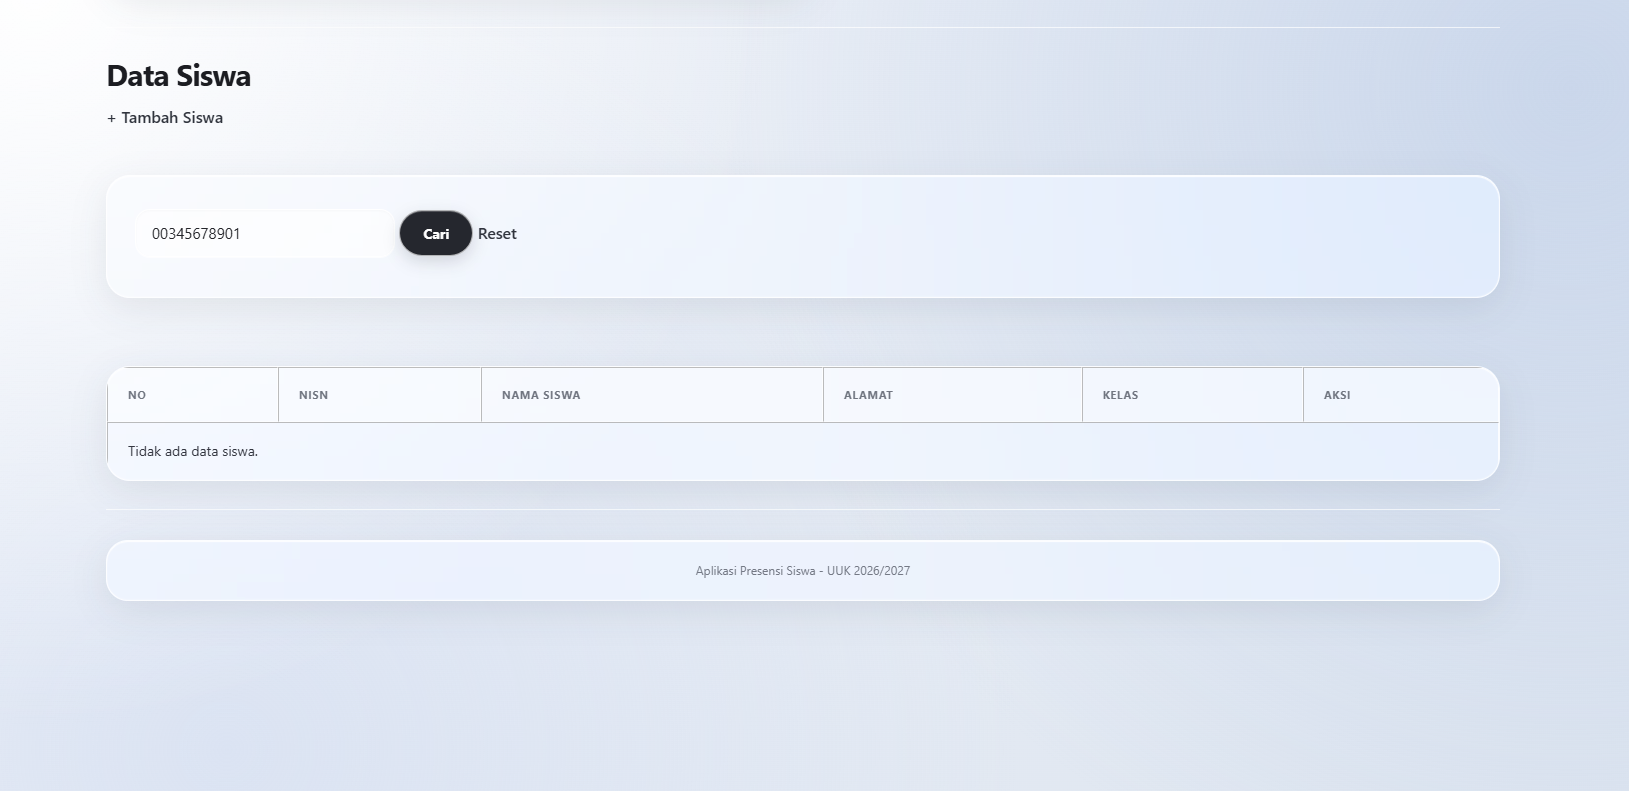 Data Siswa
+ Tambah Siswa
00345678901 Cari Reset
NO NISN NAMA SISWA ALAMAT KELAS AKSI
Tidak ada data siswa.
Aplikasi Presensi Siswa - UUK 2026/2027